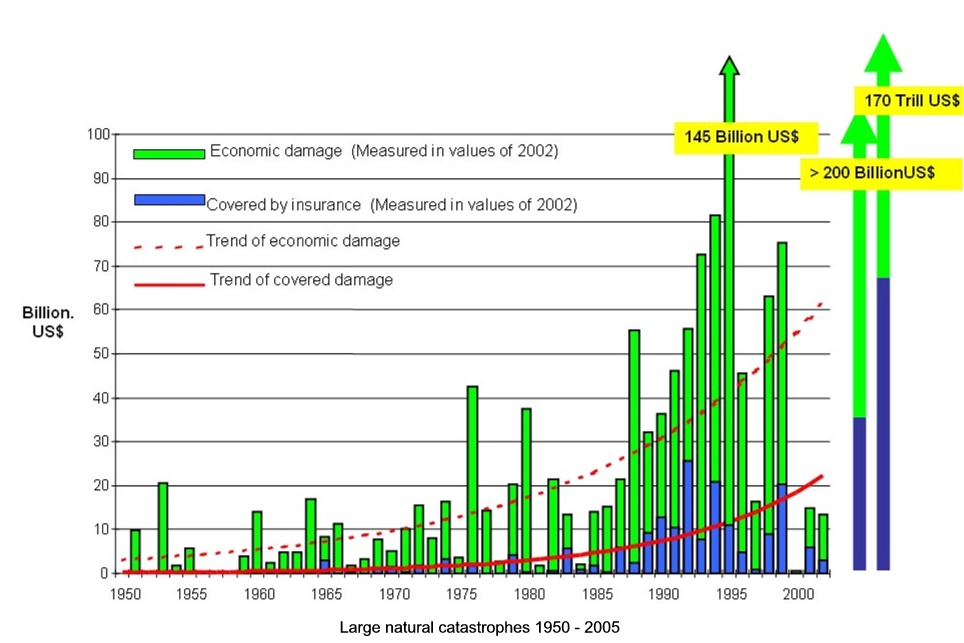 170 Trill US$
145 Billion US$
> 200 BillionUS$
100
90
80
70
60
50
40
30
20
10
0
Economic damage (Measured in values of 2002)
Covered by insurance (Measured in values of 2002)
Trend of economic damage
Trend of covered damage
Billion.
US$
1950 1955 1960 1965 1970 1975 1980 1985 1990 1995 2000
Large natural catastrophes 1950 - 2005